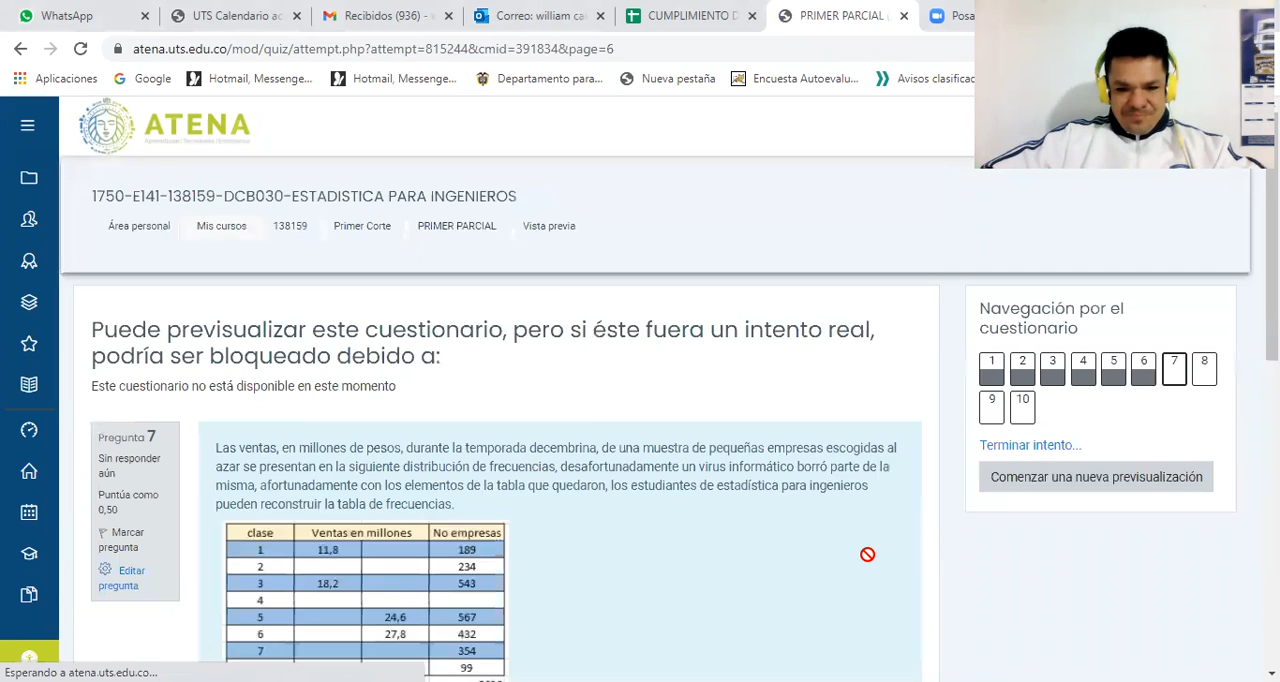 WhatsApp
UTS Calendario ac
Recibidos (936) -
Correo: william ca
CUMPLIMIENTO D
PRIMER PARCIAL
Posa
atena.uts.edu.co/mod/quiz/attempt.php?attempt=815244&cmid=391834&page=6
Aplicaciones
Google
Hotmail, Messenge...
Hotmail, Messenge...
Departamento para...
Nueva pestaña
Encuesta Autoevalu...
Avisos clasificad
ATENA
1750-E141-138159-DCB030-ESTADISTICA PARA INGENIEROS
Área personal
Mis cursos
138159
Primer Corte
PRIMER PARCIAL
Vista previa
Puede previsualizar este cuestionario, pero si éste fuera un intento real,
podría ser bloqueado debido a:
Este cuestionario no está disponible en este momento
Pregunta 7
Sin responder
aún
Puntúa como
0,50
Marcar
pregunta
Editar
pregunta
Las ventas, en millones de pesos, durante la temporada decembrina, de una muestra de pequeñas empresas escogidas al
azar se presentan en la siguiente distribución de frecuencias, desafortunadamente un virus informático borró parte de la
misma, afortunadamente con los elementos de la tabla que quedaron, los estudiantes de estadística para ingenieros
pueden reconstruir la tabla de frecuencias.
clase Ventas en millones No empresas
1 11,8 189
2 234
3 18,2 543
4
5 24,6 567
6 27,8 432
7 354
99
Navegación por el
cuestionario
1 2 3 4 5 6 7 8
9 10
Terminar intento...
Comenzar una nueva previsualización
Esperando a atena.uts.edu.co...